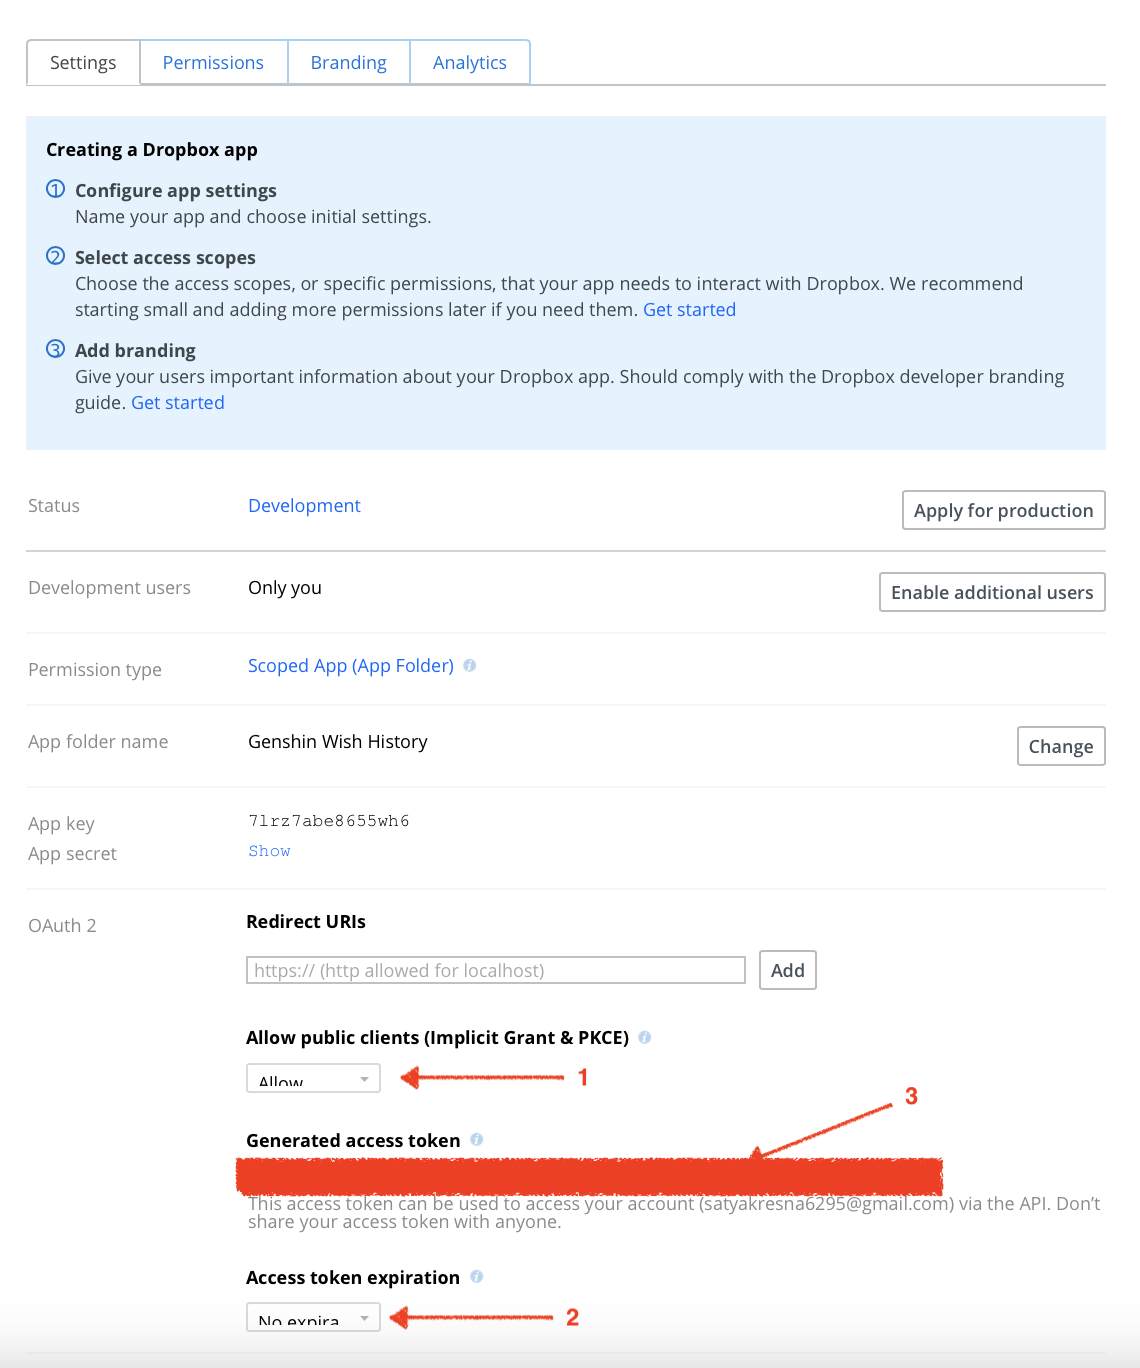 Settings
Permissions
Branding
Analytics
Creating a Dropbox app
1 Configure app settings
Name your app and choose initial settings.
2 Select access scopes
Choose the access scopes, or specific permissions, that your app needs to interact with Dropbox. We recommend
starting small and adding more permissions later if you need them. Get started
3 Add branding
Give your users important information about your Dropbox app. Should comply with the Dropbox developer branding
guide. Get started
Status
Development
Apply for production
Development users
Only you
Enable additional users
Permission type
Scoped App (App Folder)
App folder name
Genshin Wish History
Change
App key
7lrz7abe8655wh6
App secret
Show
OAuth 2
Redirect URIs
https:// (http allowed for localhost)
Add
Allow public clients (Implicit Grant & PKCE)
Allow
1
3
Generated access token
This access token can be used to access your account (satyakresna6295@gmail.com) via the API. Don't
share your access token with anyone.
Access token expiration
No expira
2